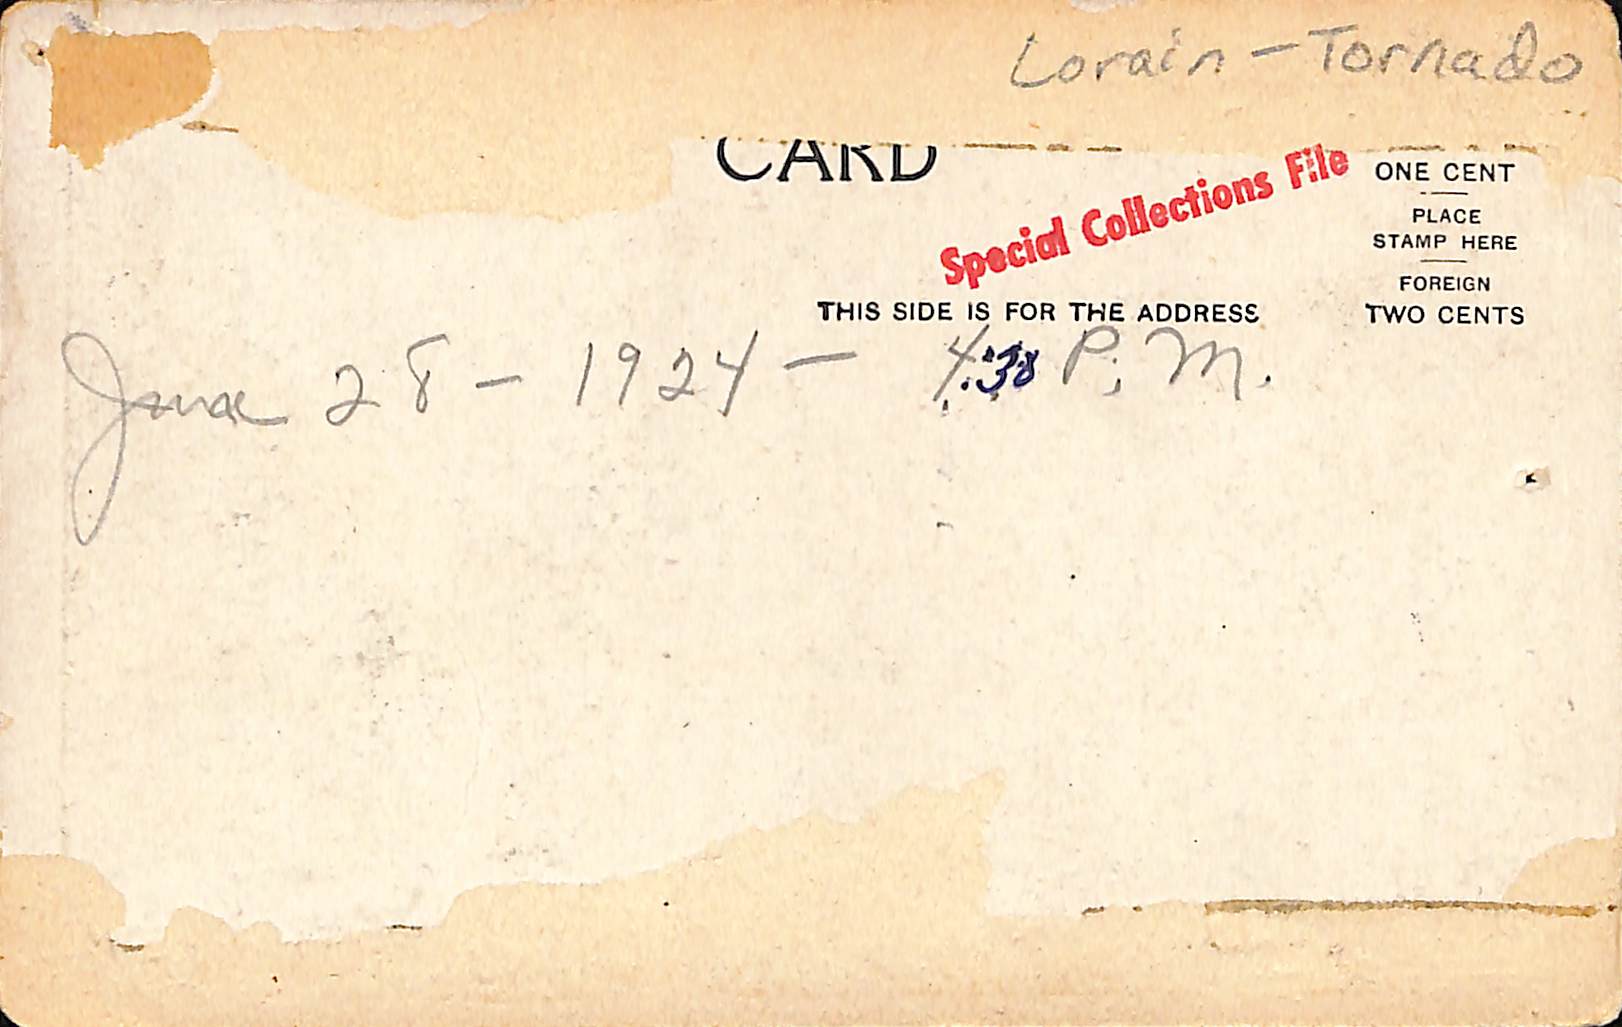 Lorain - Tornado
CARD
Special Collections File
ONE CENT
PLACE
STAMP HERE
FOREIGN
TWO CENTS
THIS SIDE IS FOR THE ADDRESS
June 28 - 1924 - 4:38 P.M.